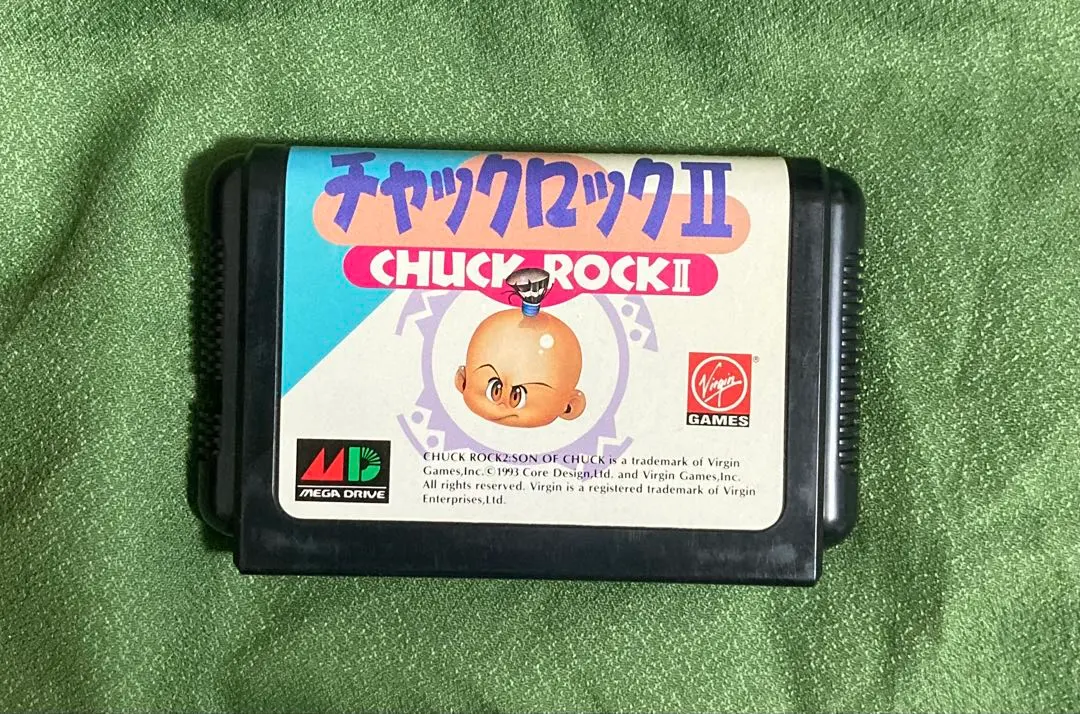 チャックロックⅡ
CHUCK ROCKⅡ
Virgin®
GAMES
MD
MEGA DRIVE
CHUCK ROCK2:SON OF CHUCK is a trademark of Virgin
Games,Inc.©1993 Core Design,Ltd. and Virgin Games,Inc.
All rights reserved. Virgin is a registered trademark of Virgin
Enterprises,Ltd.